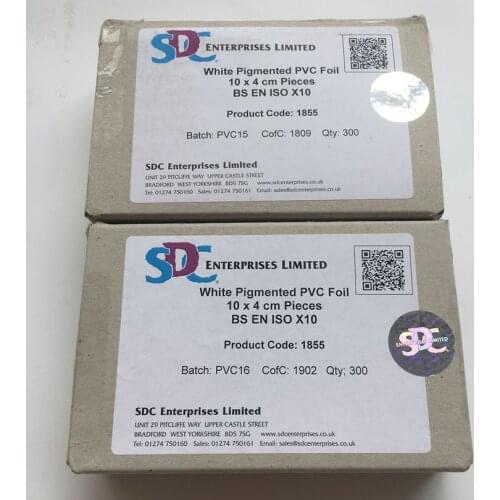 SDC ENTERPRISES LIMITED
White Pigmented PVC Foil
10 x 4 cm Pieces
BS EN ISO X10
Product Code: 1855
Batch: PVC15 CofC: 1809 Qty: 300
SDC Enterprises Limited
UNIT 29 PITCLIFFE WAY UPPER CASTLE STREET
BRADFORD WEST YORKSHIRE BD5 7SG www.sdcenterprises.co.uk
Tel: 01274 750160 Sales: 01274 750161 Email: sales@sdcenterprises.co.uk
SDC ENTERPRISES LIMITED
White Pigmented PVC Foil
10 x 4 cm Pieces
BS EN ISO X10
Product Code: 1855
SDC
LIMITED
Batch: PVC16 CofC: 1902 Qty; 300
SDC Enterprises Limited
UNIT 29 PITCLIFFE WAY UPPER CASTLE STREET
BRADFORD WEST YORKSHIRE BD5 7SG www.sdcenterprises.co.uk
Tel: 01274 750160 Sales: 01274 750161 Email: sales@sdcenterprises.co.uk